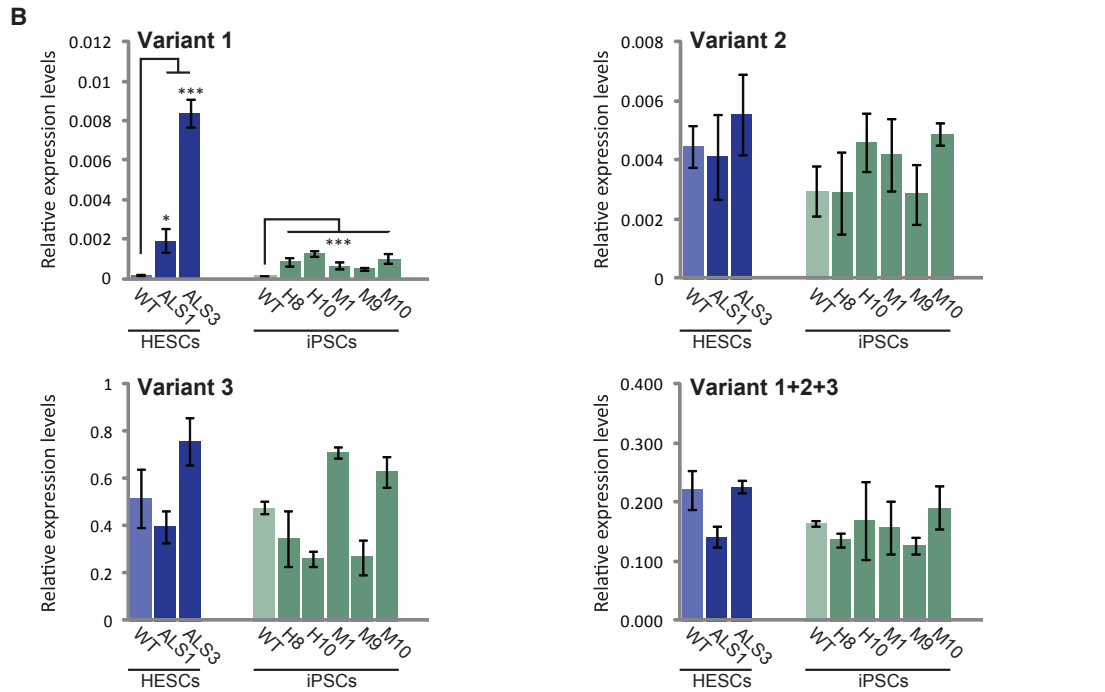 B
Variant 1
Relative expression levels
0.012
0.01
0.008
0.006
0.004
0.002
0
*
***
***
WT ALS1 ALS3 WT H8 H10 M1 M9 M10
HESCs iPSCs
Variant 2
Relative expression levels
0.008
0.006
0.004
0.002
0
WT ALS1 ALS3 WT H8 H10 M1 M9 M10
HESCs iPSCs
Variant 3
Relative expression levels
1
0.8
0.6
0.4
0.2
0
WT ALS1 ALS3 WT H8 H10 M1 M9 M10
HESCs iPSCs
Variant 1+2+3
Relative expression levels
0.400
0.300
0.200
0.100
0.000
WT ALS1 ALS3 WT H8 H10 M1 M9 M10
HESCs iPSCs